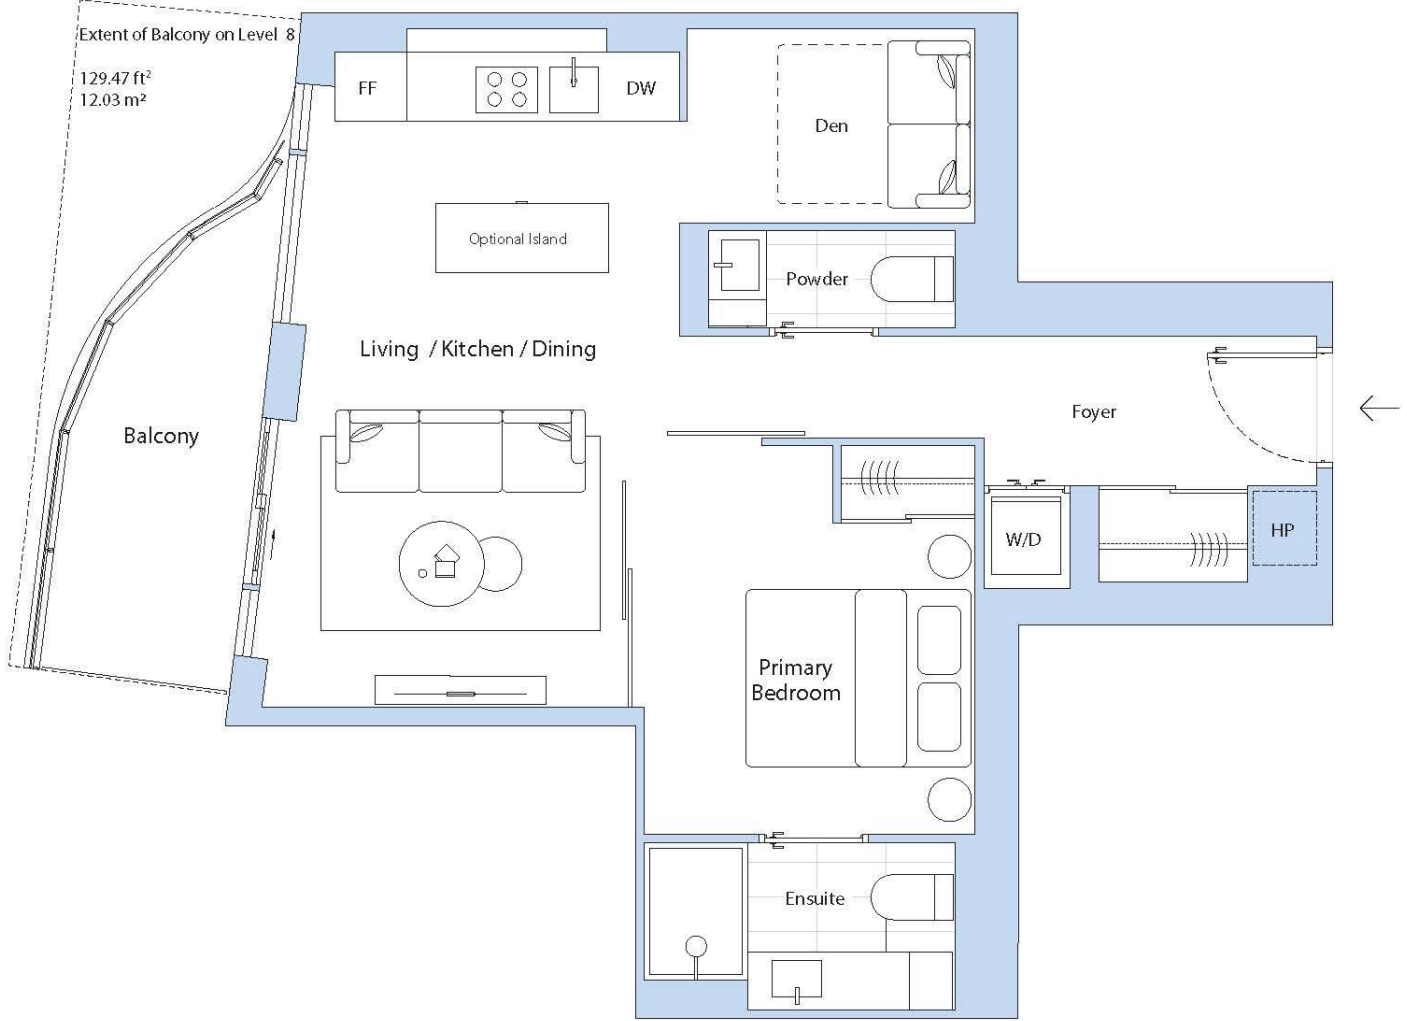 Extent of Balcony on Level 8
129.47 ft²
12.03 m²
FF
DW
Den
Optional Island
Powder
Living / Kitchen / Dining
Foyer
Balcony
W/D
HP
Primary
Bedroom
Ensuite